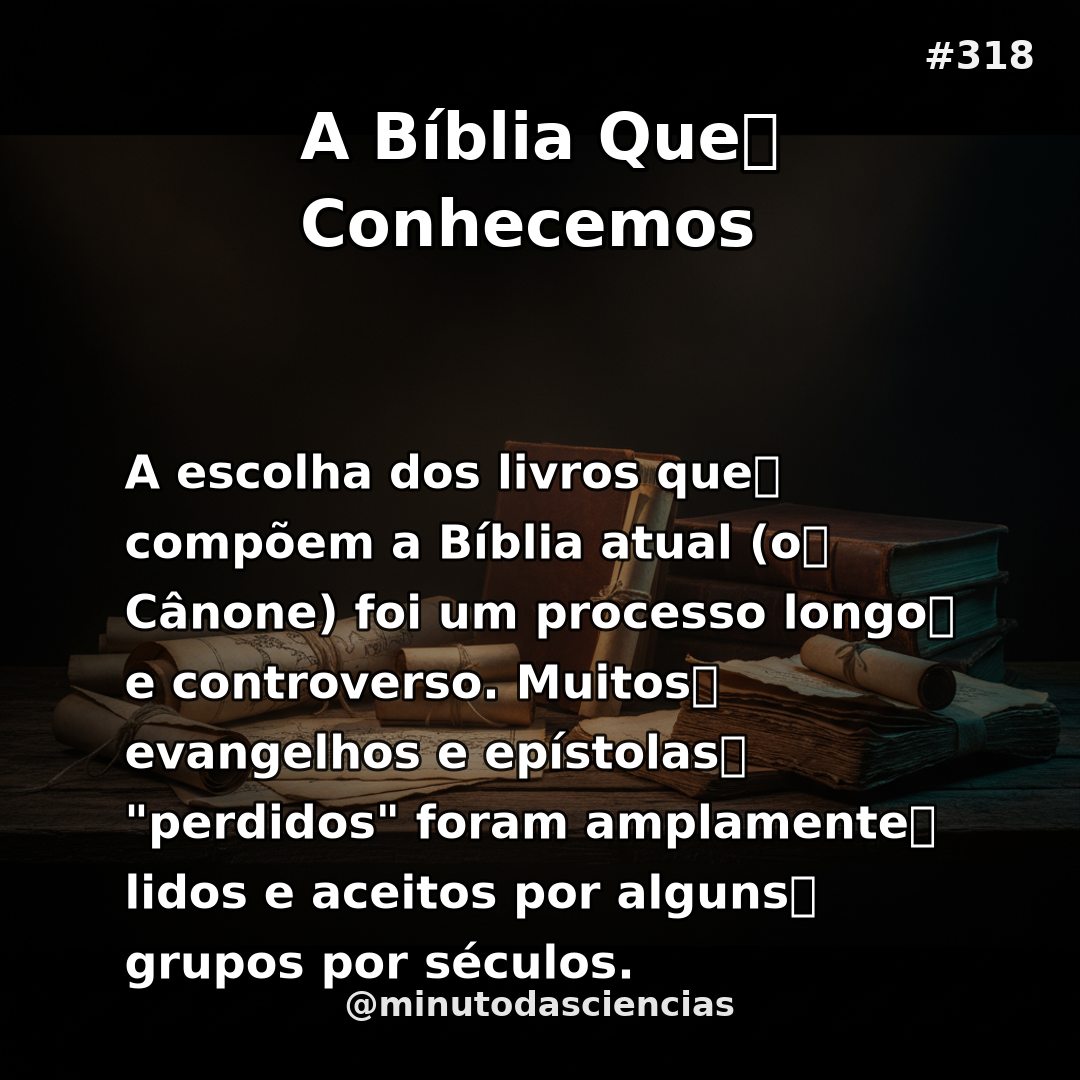 #318
A Bíblia Que▯
Conhecemos
A escolha dos livros que▯
compõem a Bíblia atual (o▯
Cânone) foi um processo longo▯
e controverso. Muitos▯
evangelhos e epístolas▯
"perdidos" foram amplamente▯
lidos e aceitos por alguns▯
grupos por séculos.
@minutodasciencias